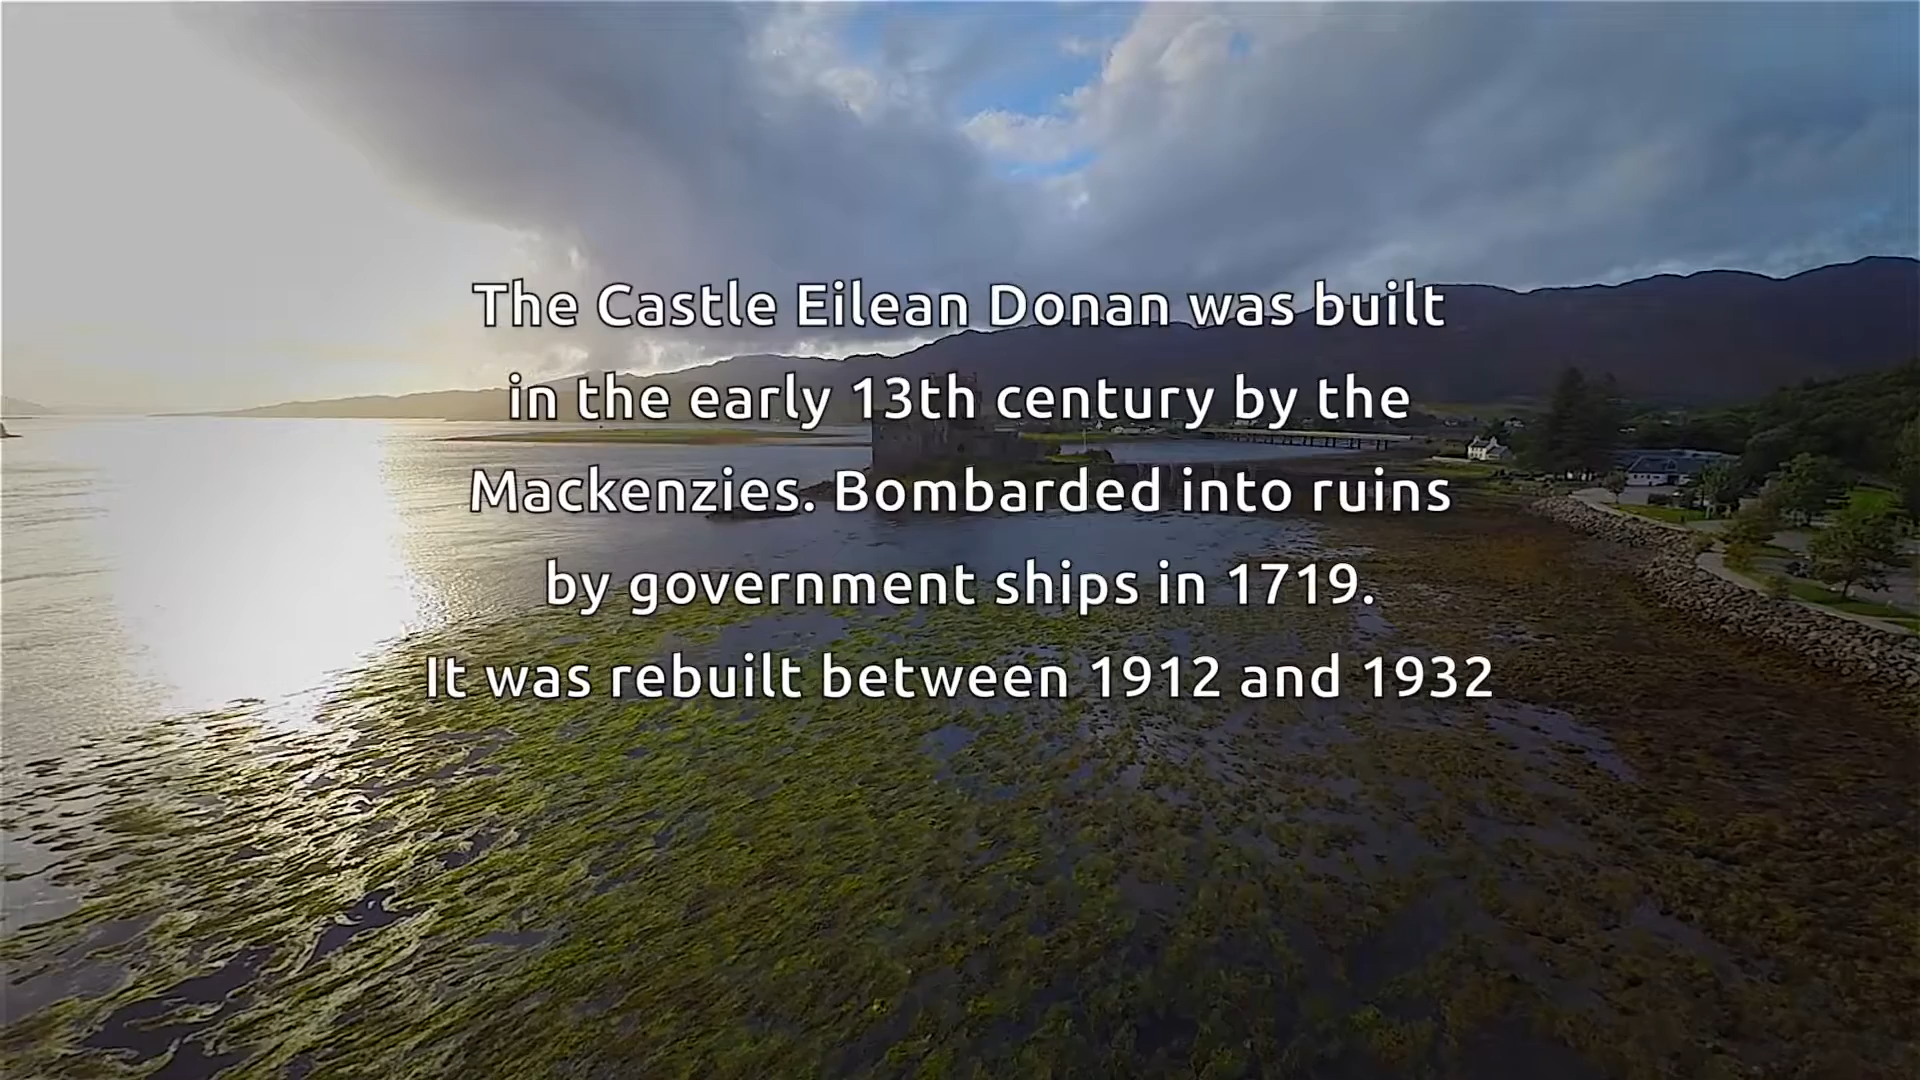 The Castle Eilean Donan was built
in the early 13th century by the
Mackenzies. Bombarded into ruins
by government ships in 1719.
It was rebuilt between 1912 and 1932